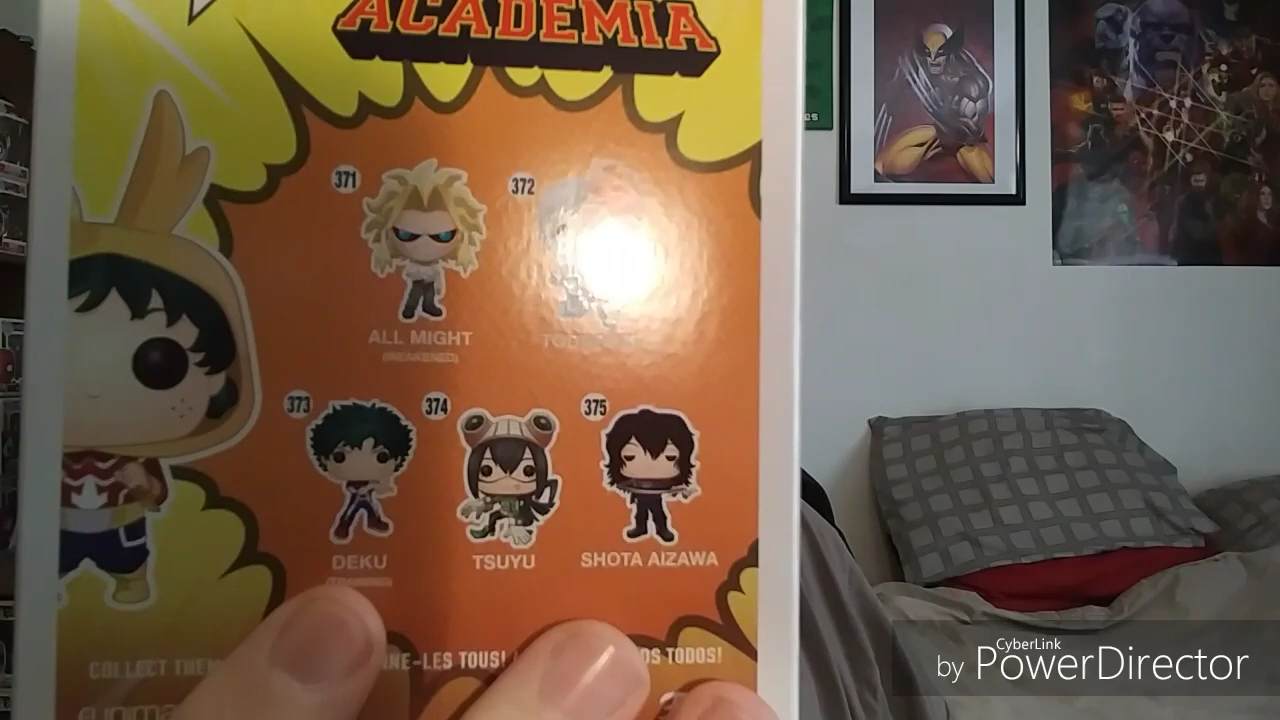 ACADEMIA
371
372
ALL MIGHT
(WEAKENED)
373
374
375
DEKU
TSUYU
SHOTA AIZAWA
COLLECT THEM
NE-LES TOUS!
OS TODOS!
CyberLink
by PowerDirector